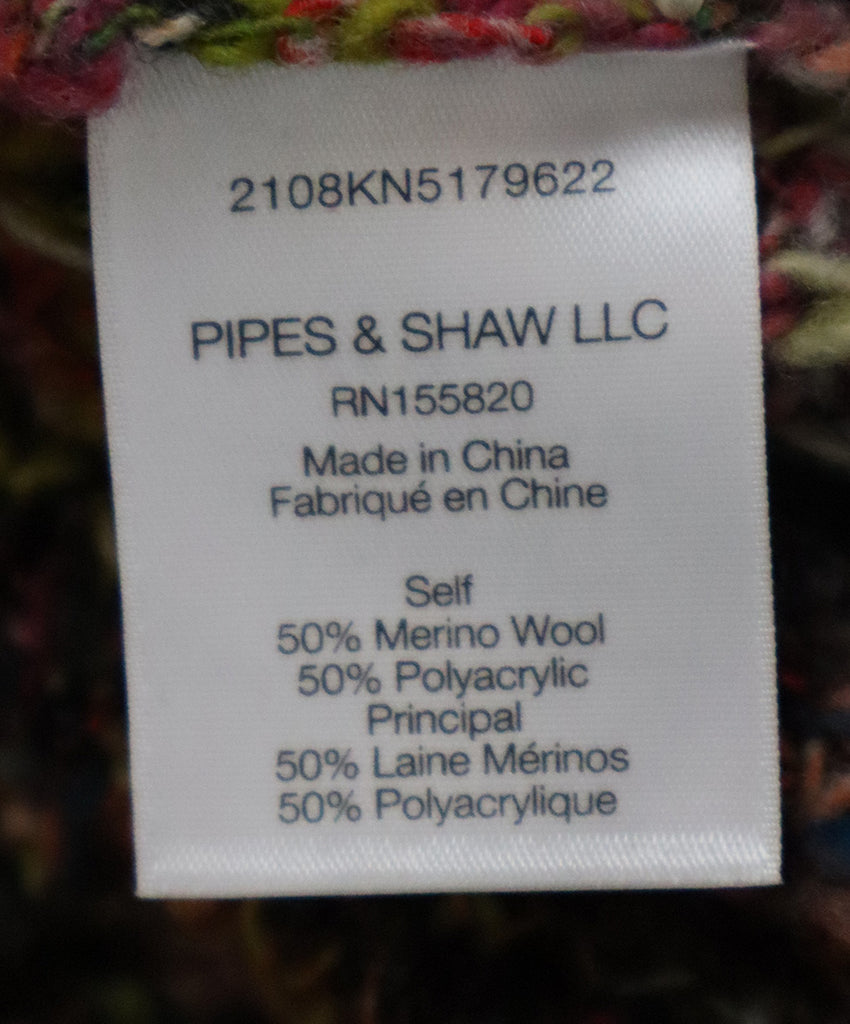 2108KN5179622
PIPES & SHAW LLC
RN155820
Made in China
Fabriqué en Chine
Self
50% Merino Wool
50% Polyacrylic
Principal
50% Laine Mérinos
50% Polyacrylique